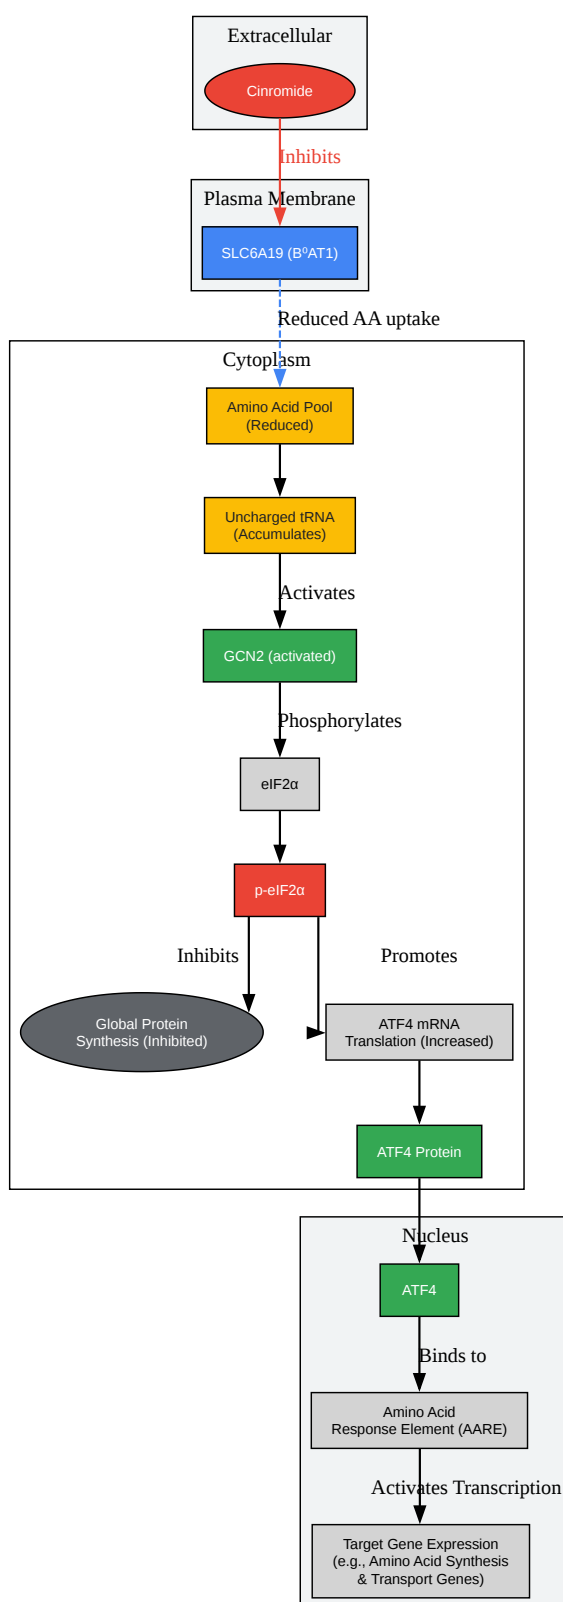 Extracellular
Cinromide
Inhibits
Plasma Membrane
SLC6A19 (B⁰AT1)
Reduced AA uptake
Cytoplasm
Amino Acid Pool
(Reduced)
Uncharged tRNA
(Accumulates)
Activates
GCN2 (activated)
Phosphorylates
eIF2α
p-eIF2α
Inhibits
Promotes
Global Protein
Synthesis (Inhibited)
ATF4 mRNA
Translation (Increased)
ATF4 Protein
Nucleus
ATF4
Binds to
Amino Acid
Response Element (AARE)
Activates Transcription
Target Gene Expression
(e.g., Amino Acid Synthesis
& Transport Genes)